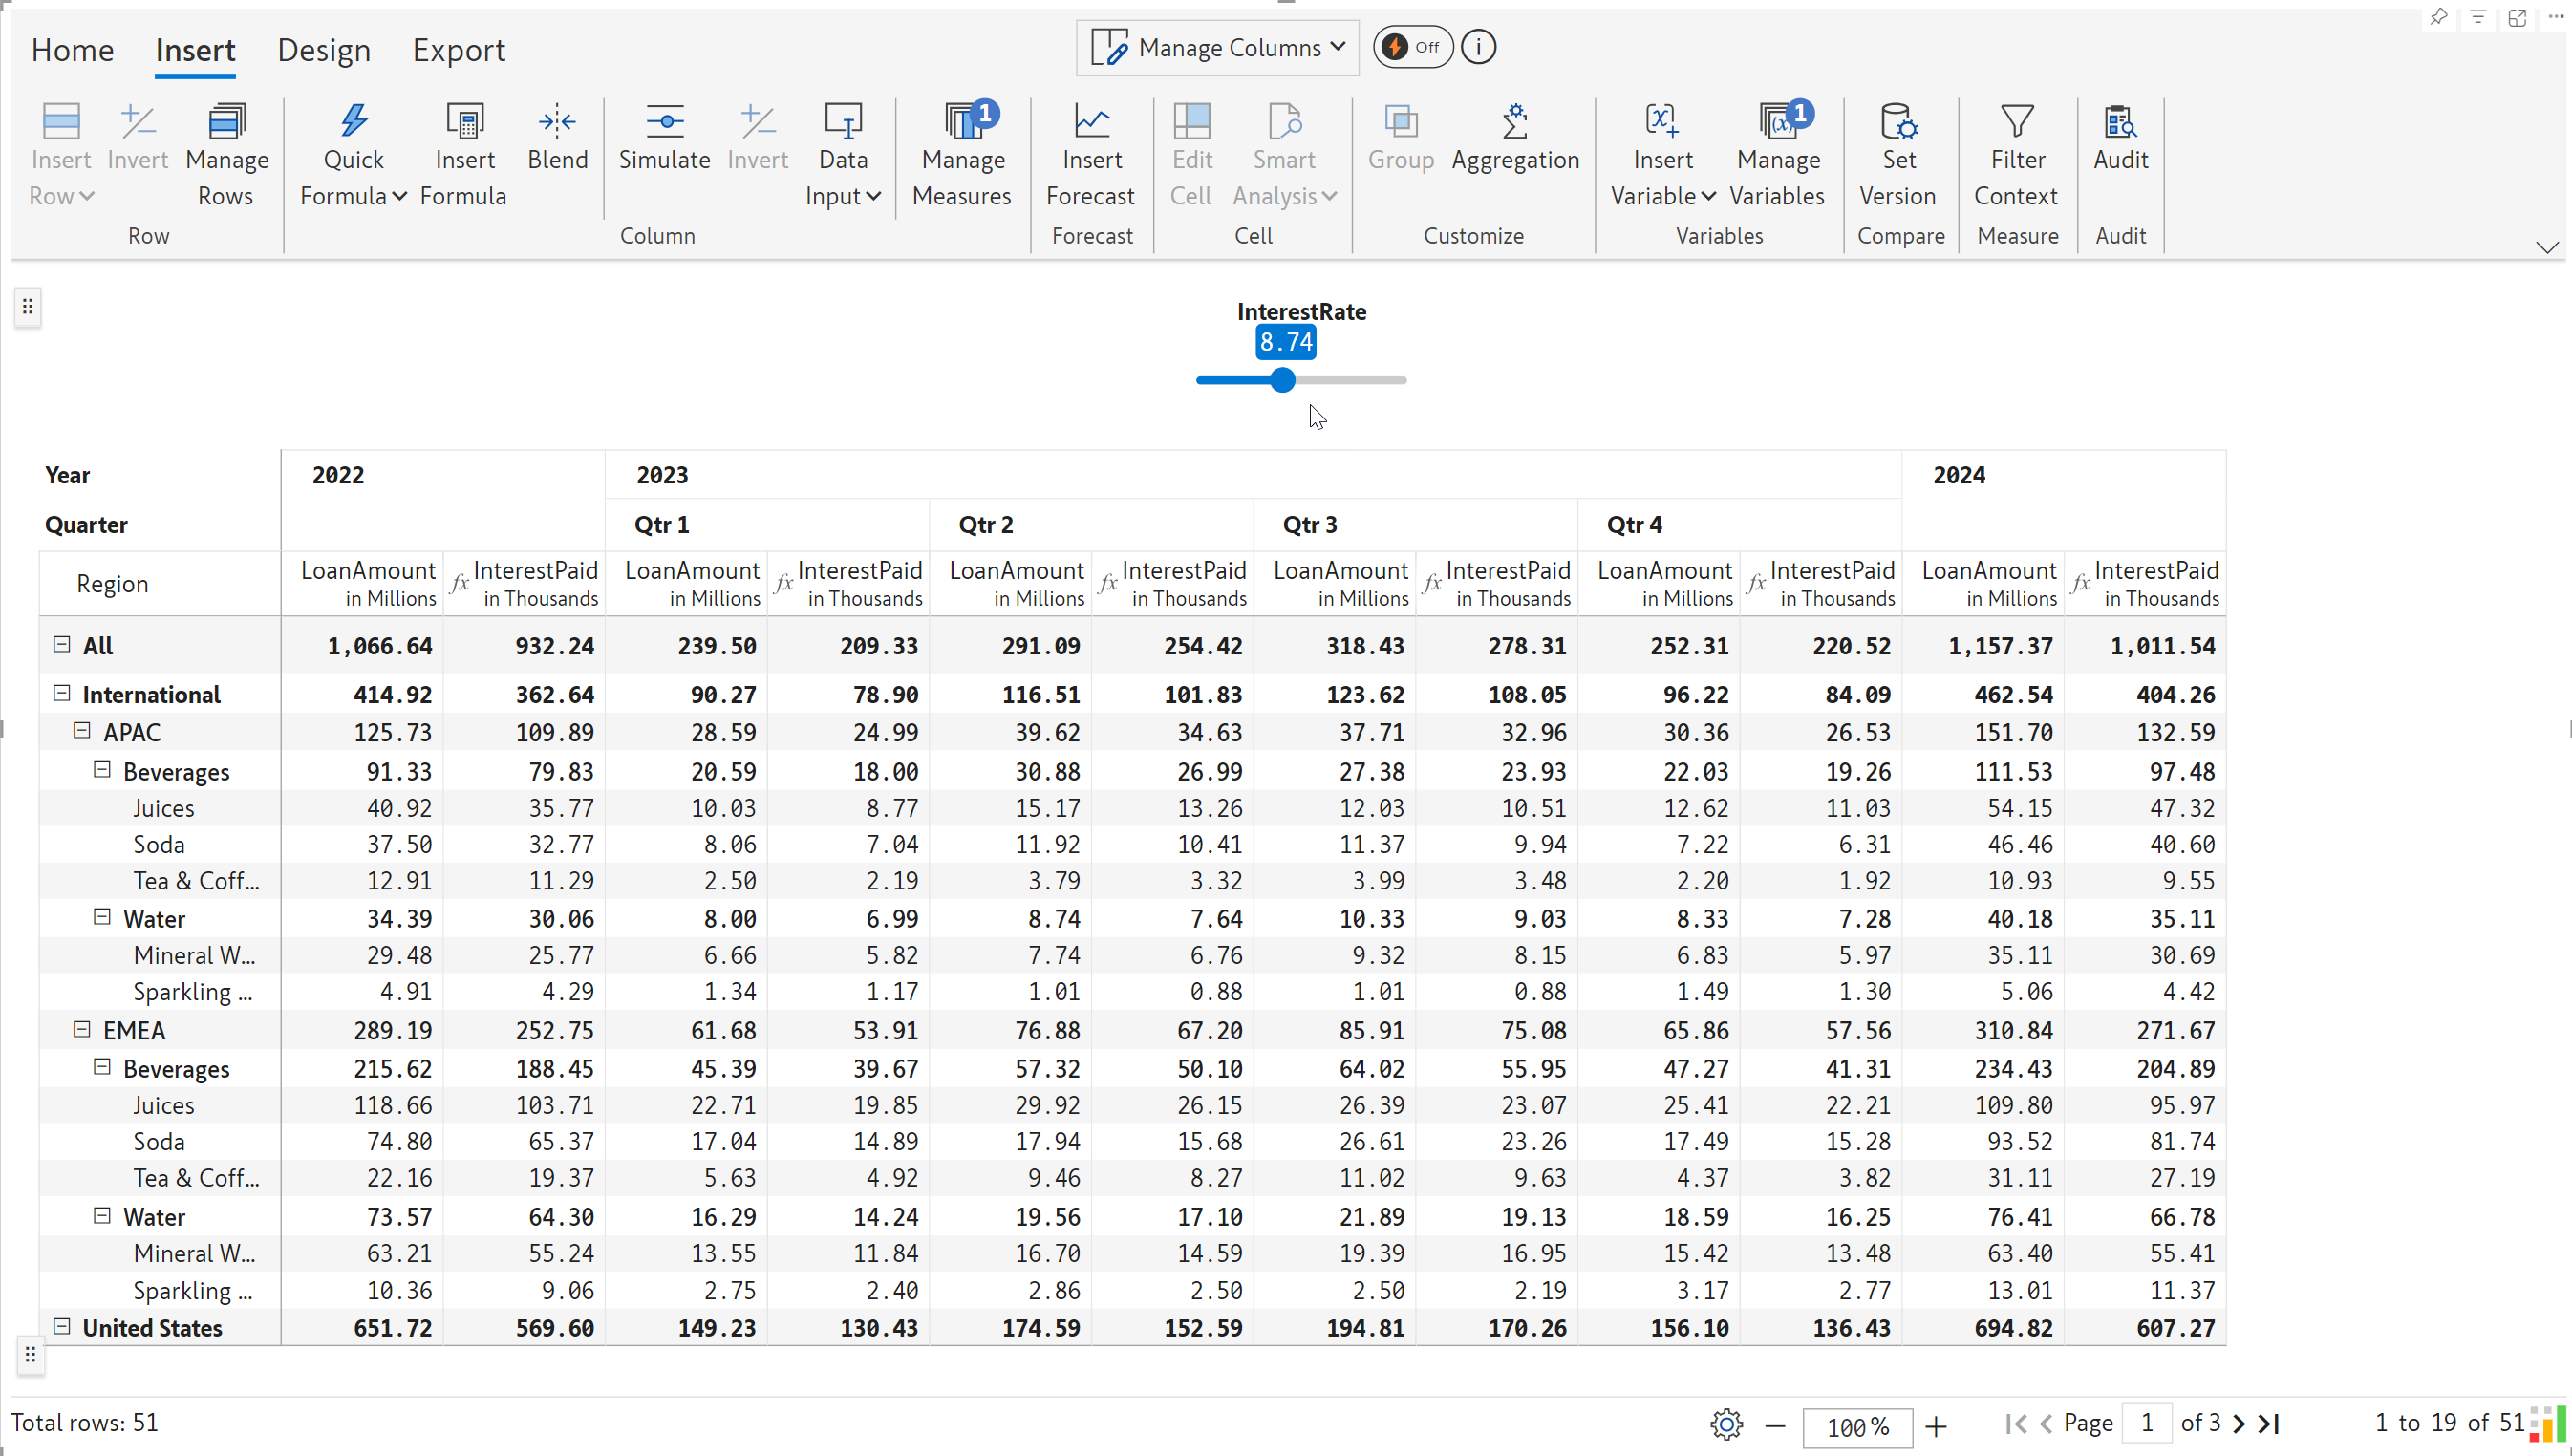 Home Insert Design Export Manage Columns Off i
Insert Row Invert Manage Rows Quick Formula Insert Formula Blend Simulate Invert Data Input Manage Measures 1 Insert Forecast Edit Cell Smart Analysis Group Aggregation Insert Variable Manage Variables 1 Set Version Filter Context Audit
Row Column Forecast Cell Customize Variables Compare Measure Audit
InterestRate
8.74
Year 2022 2023 2024
Quarter Qtr 1 Qtr 2 Qtr 3 Qtr 4
Region LoanAmount in Millions fx InterestPaid in Thousands LoanAmount in Millions fx InterestPaid in Thousands LoanAmount in Millions fx InterestPaid in Thousands LoanAmount in Millions fx InterestPaid in Thousands LoanAmount in Millions fx InterestPaid in Thousands LoanAmount in Millions fx InterestPaid in Thousands
All 1,066.64 932.24 239.50 209.33 291.09 254.42 318.43 278.31 252.31 220.52 1,157.37 1,011.54
International 414.92 362.64 90.27 78.90 116.51 101.83 123.62 108.05 96.22 84.09 462.54 404.26
APAC 125.73 109.89 28.59 24.99 39.62 34.63 37.71 32.96 30.36 26.53 151.70 132.59
Beverages 91.33 79.83 20.59 18.00 30.88 26.99 27.38 23.93 22.03 19.26 111.53 97.48
Juices 40.92 35.77 10.03 8.77 15.17 13.26 12.03 10.51 12.62 11.03 54.15 47.32
Soda 37.50 32.77 8.06 7.04 11.92 10.41 11.37 9.94 7.22 6.31 46.46 40.60
Tea & Coff... 12.91 11.29 2.50 2.19 3.79 3.32 3.99 3.48 2.20 1.92 10.93 9.55
Water 34.39 30.06 8.00 6.99 8.74 7.64 10.33 9.03 8.33 7.28 40.18 35.11
Mineral W... 29.48 25.77 6.66 5.82 7.74 6.76 9.32 8.15 6.83 5.97 35.11 30.69
Sparkling ... 4.91 4.29 1.34 1.17 1.01 0.88 1.01 0.88 1.49 1.30 5.06 4.42
EMEA 289.19 252.75 61.68 53.91 76.88 67.20 85.91 75.08 65.86 57.56 310.84 271.67
Beverages 215.62 188.45 45.39 39.67 57.32 50.10 64.02 55.95 47.27 41.31 234.43 204.89
Juices 118.66 103.71 22.71 19.85 29.92 26.15 26.39 23.07 25.41 22.21 109.80 95.97
Soda 74.80 65.37 17.04 14.89 17.94 15.68 26.61 23.26 17.49 15.28 93.52 81.74
Tea & Coff... 22.16 19.37 5.63 4.92 9.46 8.27 11.02 9.63 4.37 3.82 31.11 27.19
Water 73.57 64.30 16.29 14.24 19.56 17.10 21.89 19.13 18.59 16.25 76.41 66.78
Mineral W... 63.21 55.24 13.55 11.84 16.70 14.59 19.39 16.95 15.42 13.48 63.40 55.41
Sparkling ... 10.36 9.06 2.75 2.40 2.86 2.50 2.50 2.19 3.17 2.77 13.01 11.37
United States 651.72 569.60 149.23 130.43 174.59 152.59 194.81 170.26 156.10 136.43 694.82 607.27
Total rows: 51 100% Page 1 of 3 1 to 19 of 51